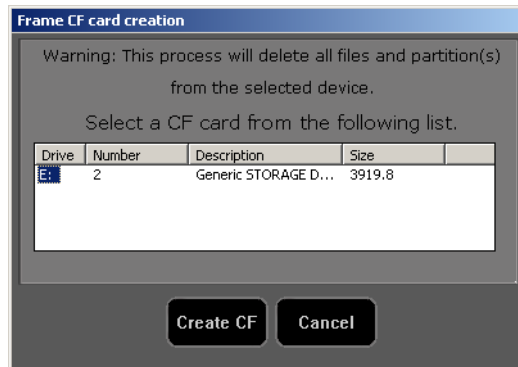 Frame CF card creation
Warning: This process will delete all files and partition(s)
from the selected device.
Select a CF card from the following list.
Drive Number Description Size
E: 2 Generic STORAGE D... 3919.8
Create CF Cancel